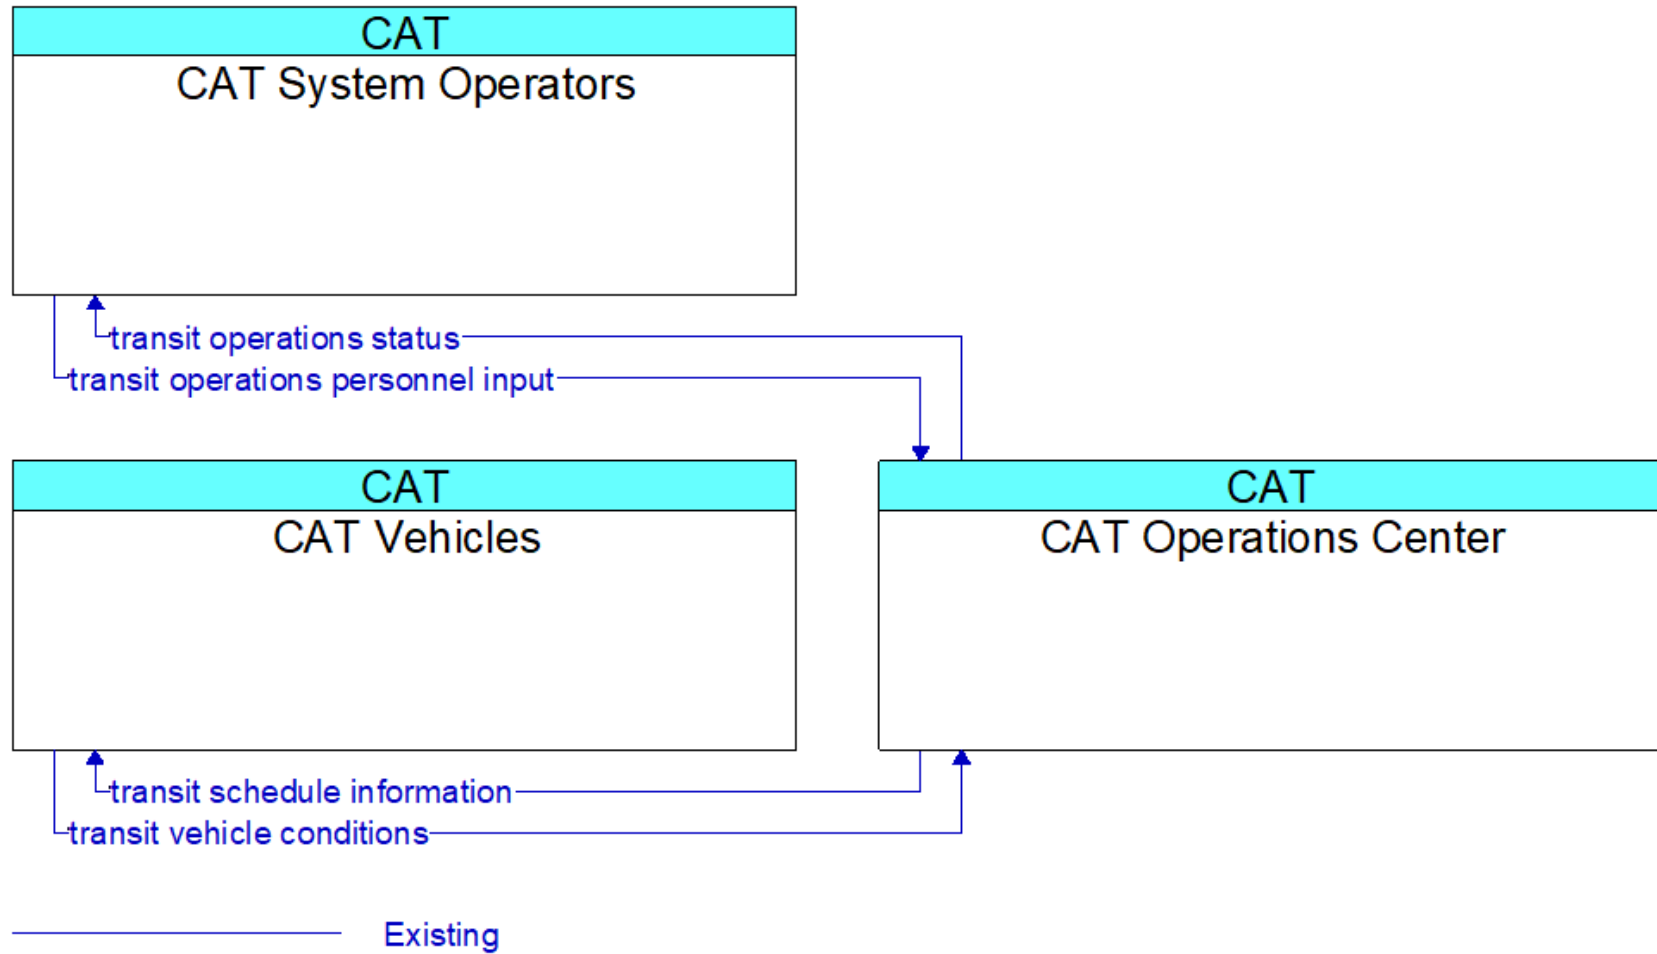 CAT
CAT System Operators
transit operations status
transit operations personnel input
CAT
CAT Vehicles
CAT
CAT Operations Center
transit schedule information
transit vehicle conditions
Existing